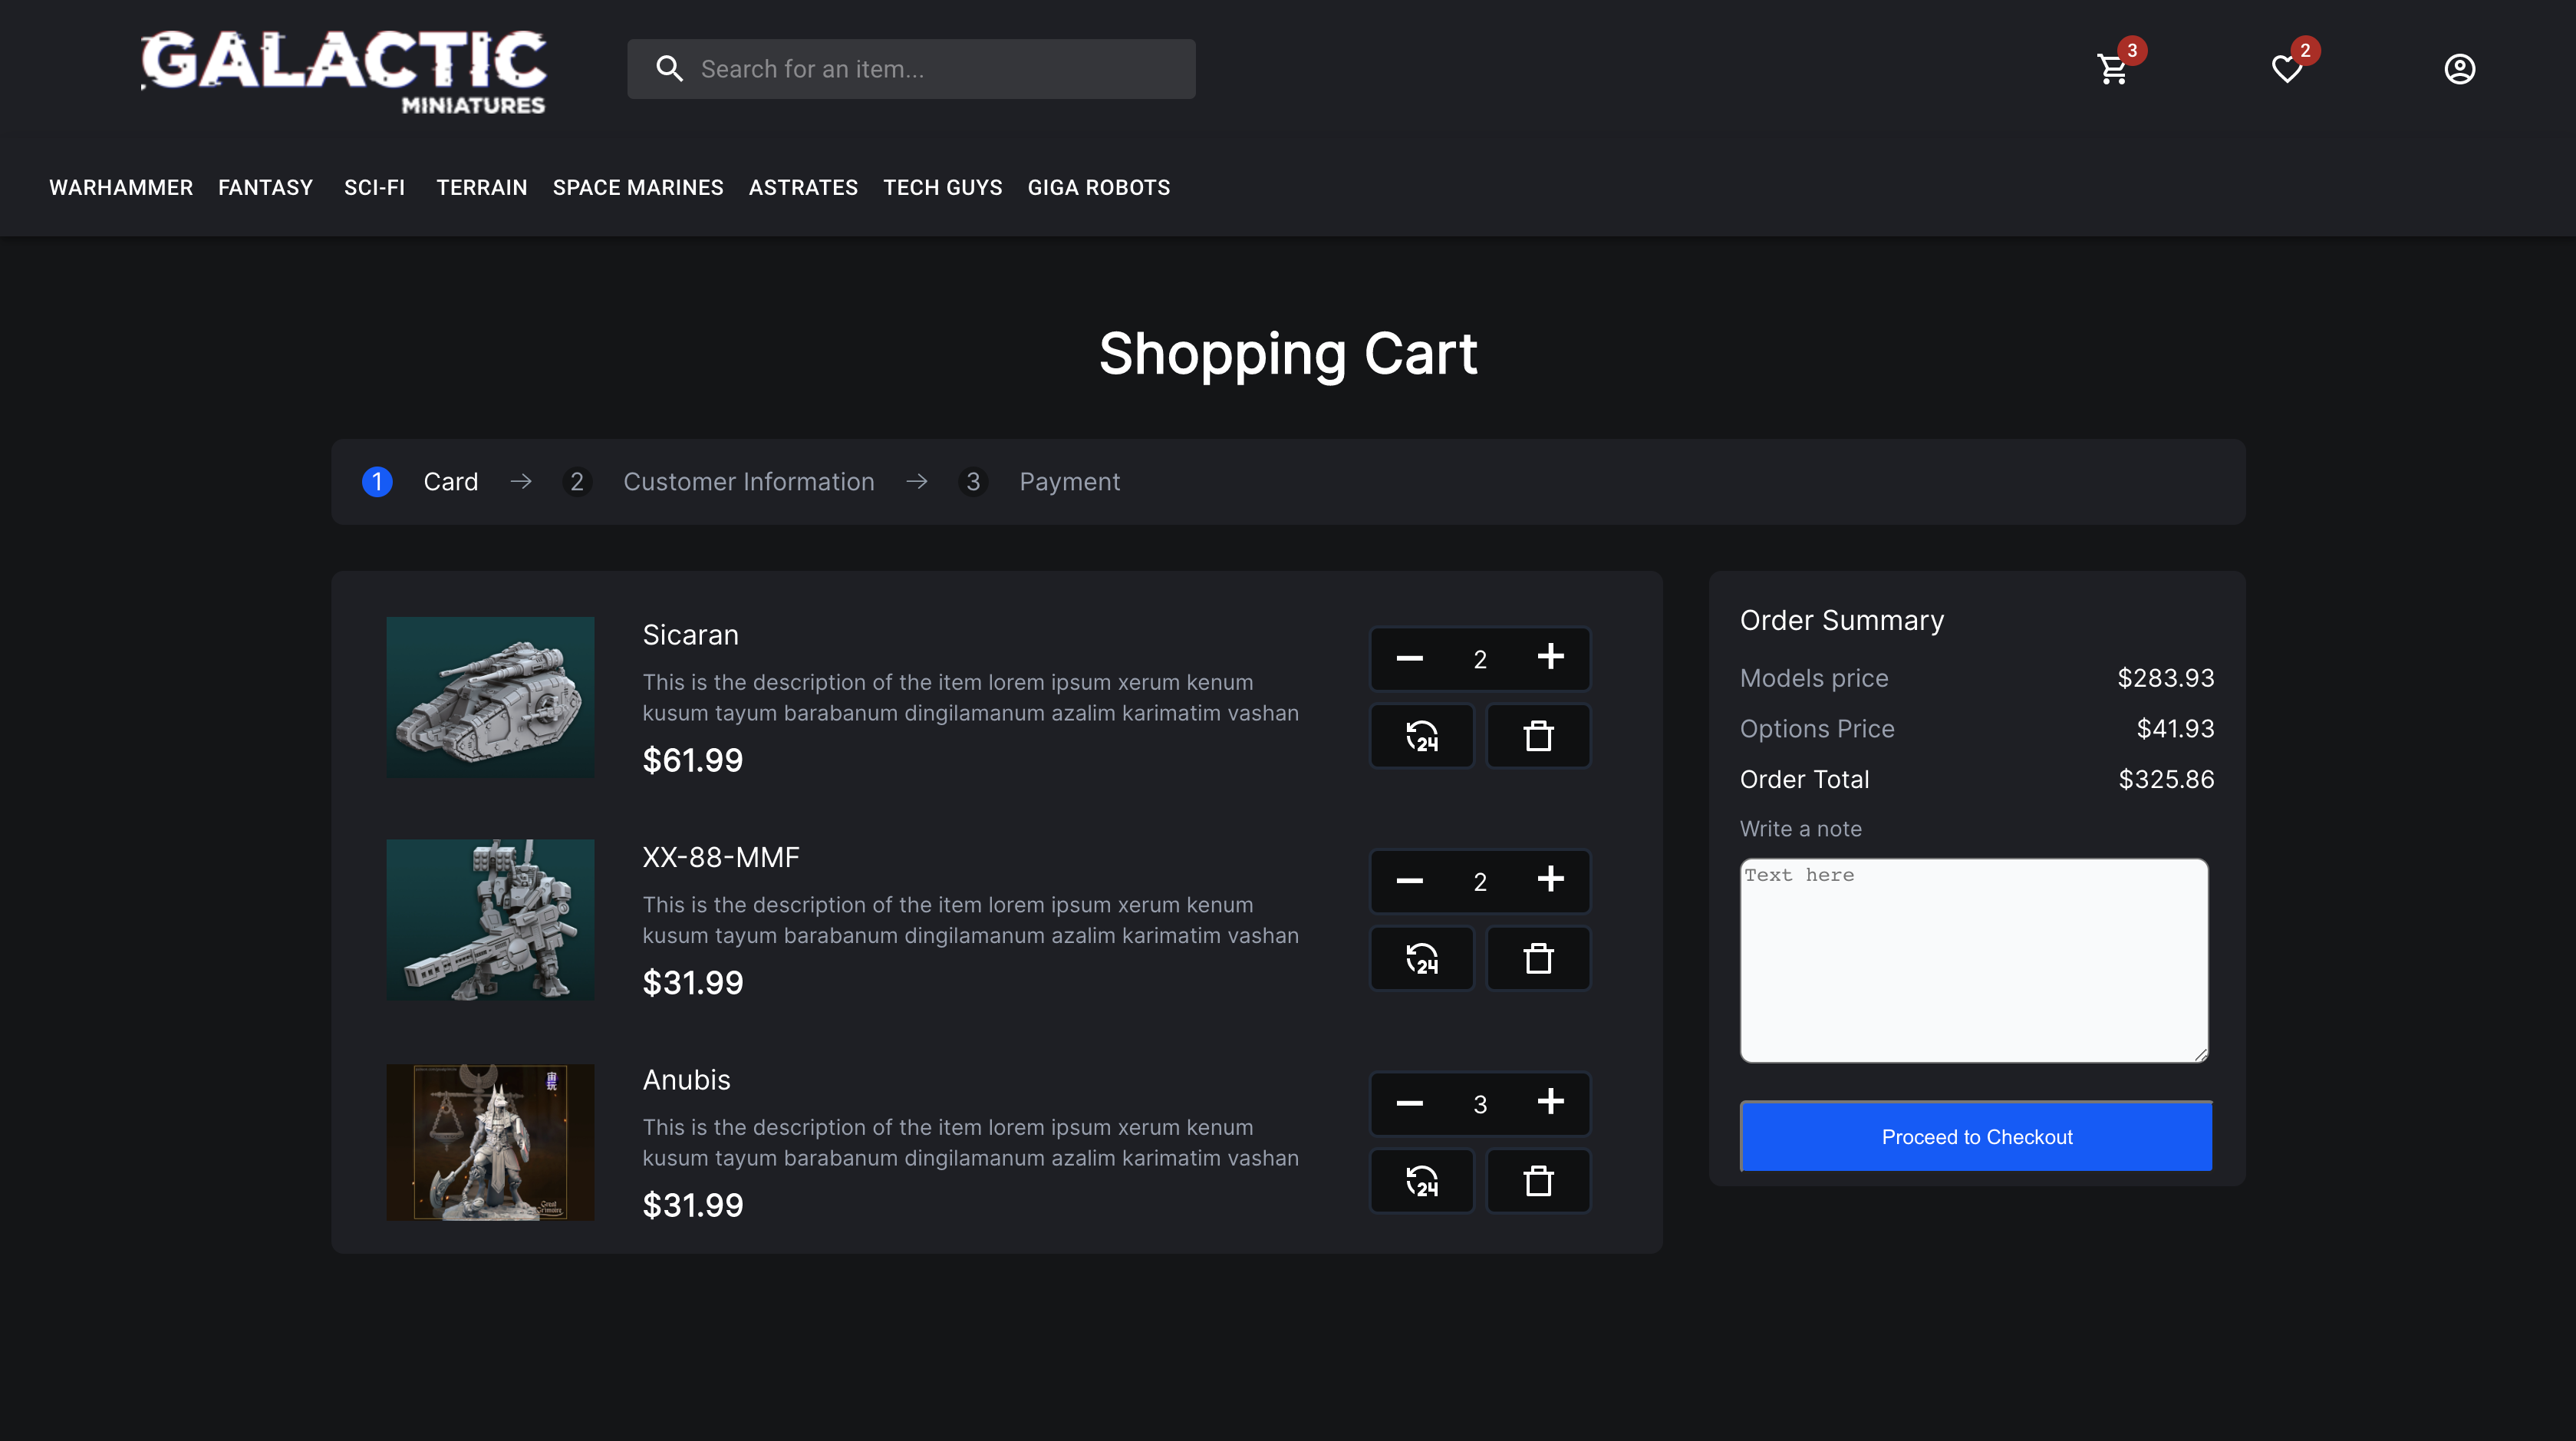 GALACTIC
MINIATURES
Search for an item...
3
2
WARHAMMER FANTASY SCI-FI TERRAIN SPACE MARINES ASTRATES TECH GUYS GIGA ROBOTS
Shopping Cart
1 Card → 2 Customer Information → 3 Payment
Sicaran
This is the description of the item lorem ipsum xerum kenum
kusum tayum barabanum dingilamanum azalim karimatim vashan
$61.99
2
24
XX-88-MMF
This is the description of the item lorem ipsum xerum kenum
kusum tayum barabanum dingilamanum azalim karimatim vashan
$31.99
2
24
Anubis
This is the description of the item lorem ipsum xerum kenum
kusum tayum barabanum dingilamanum azalim karimatim vashan
$31.99
3
24
Order Summary
Models price $283.93
Options Price $41.93
Order Total $325.86
Write a note
Text here
Proceed to Checkout